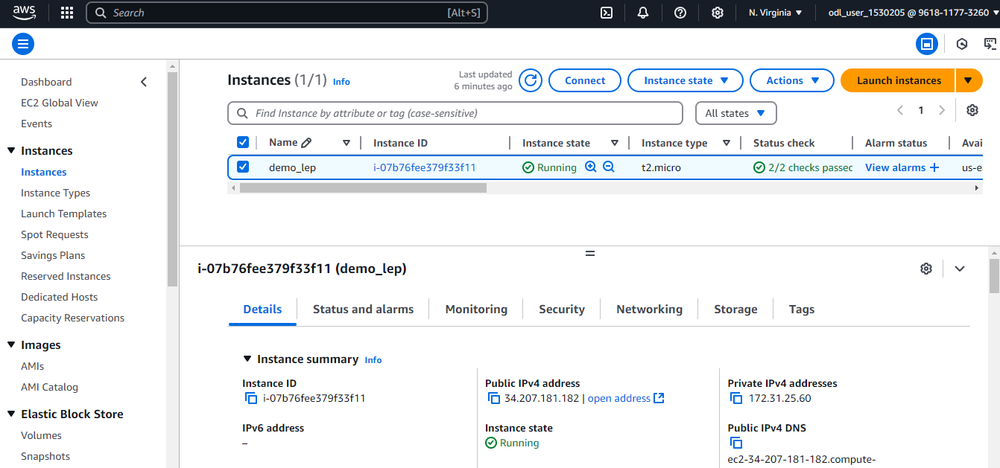 aws
Search [Alt+S] N. Virginia odl_user_1530205 @ 9618-1177-3260
Dashboard
EC2 Global View
Events
Instances
Instances
Instance Types
Launch Templates
Spot Requests
Savings Plans
Reserved Instances
Dedicated Hosts
Capacity Reservations
Images
AMIs
AMI Catalog
Elastic Block Store
Volumes
Snapshots
Instances (1/1) Info
Last updated
6 minutes ago
Connect Instance state Actions Launch instances
Find Instance by attribute or tag (case-sensitive) All states 1
Name Instance ID Instance state Instance type Status check Alarm status Avai
demo_lep i-07b76fee379f33f11 Running t2.micro 2/2 checks passec View alarms + us-e
i-07b76fee379f33f11 (demo_lep)
Details Status and alarms Monitoring Security Networking Storage Tags
Instance summary Info
Instance ID
i-07b76fee379f33f11
IPv6 address
–
Public IPv4 address
34.207.181.182 | open address
Instance state
Running
Private IPv4 addresses
172.31.25.60
Public IPv4 DNS
ec2-34-207-181-182.compute-